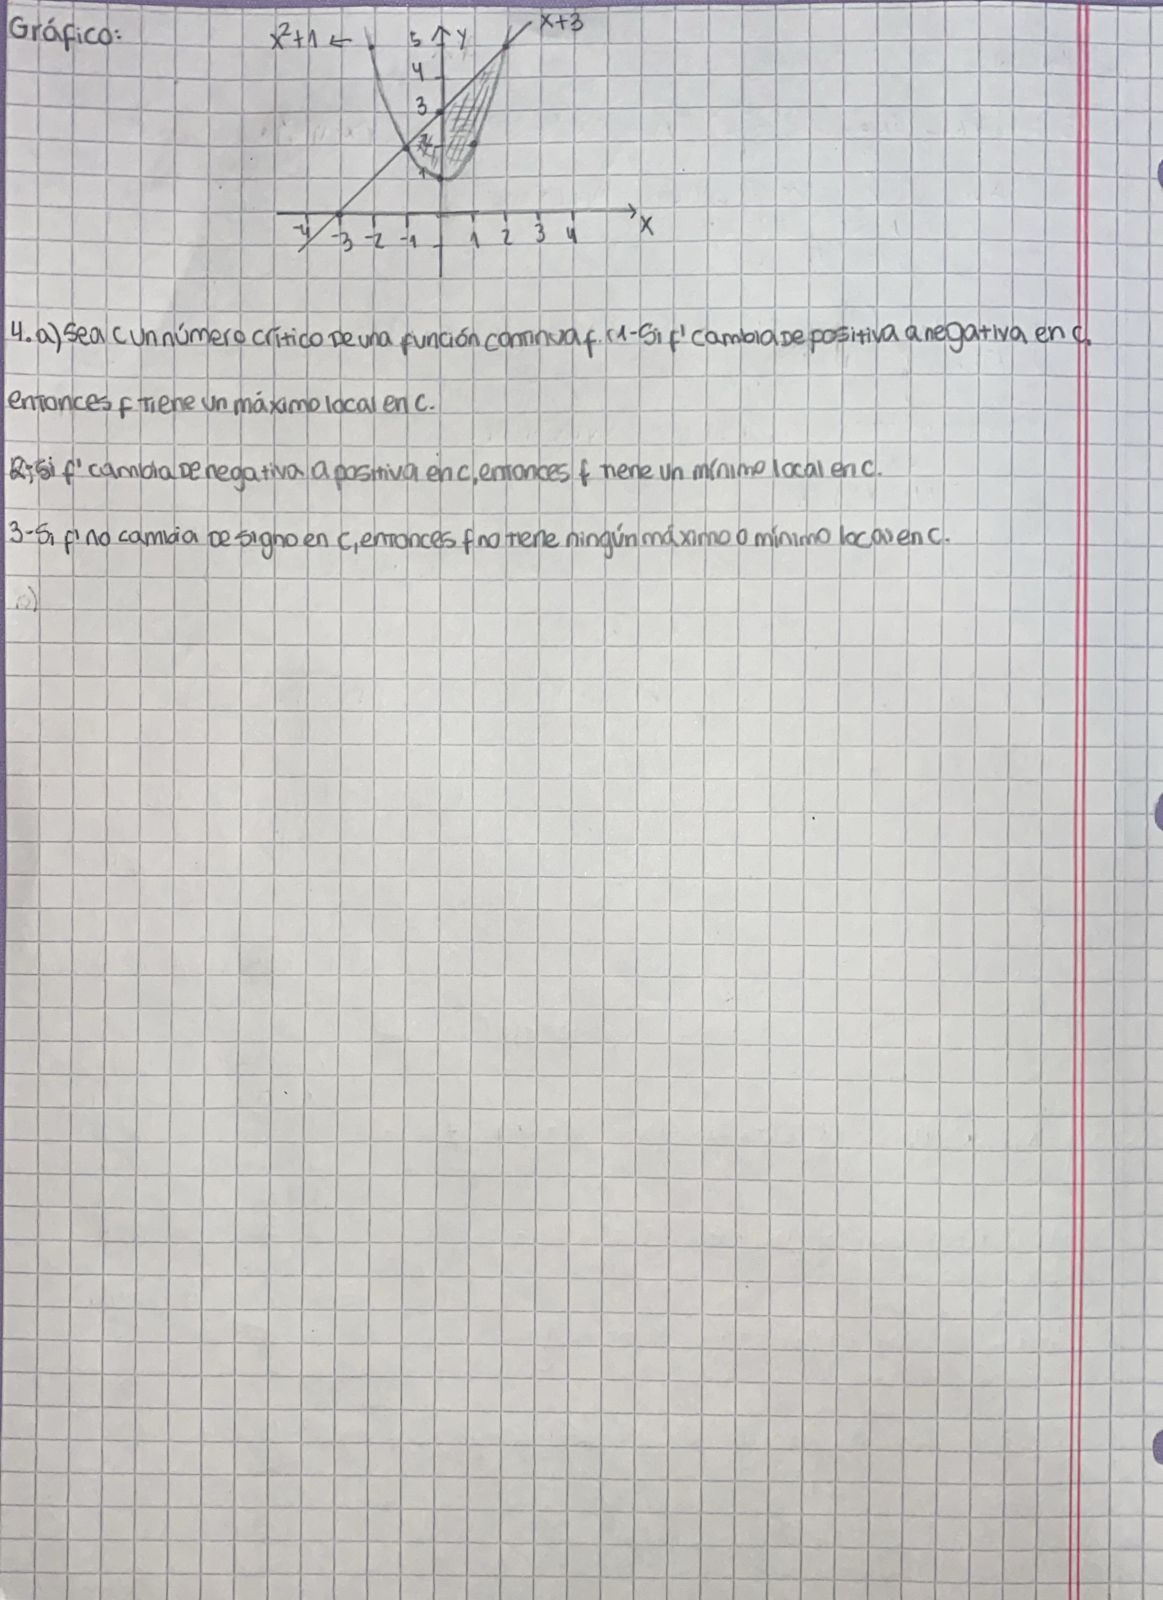 Gráfico:
x²+1 ← 5 Y x+3
4
3
2
1
-4 -3 -2 -1 1 2 3 4 X
4. a) Sea c un número crítico de una función continua f. (1-Si f' cambia de positiva a negativa en c,
entonces f tiene un máximo local en c.
2-Si f' cambia de negativa a positiva en c, entonces f tiene un mínimo local en c.
3-Si f' no cambia de signo en c, entonces f no tiene ningún máximo o mínimo local en c.